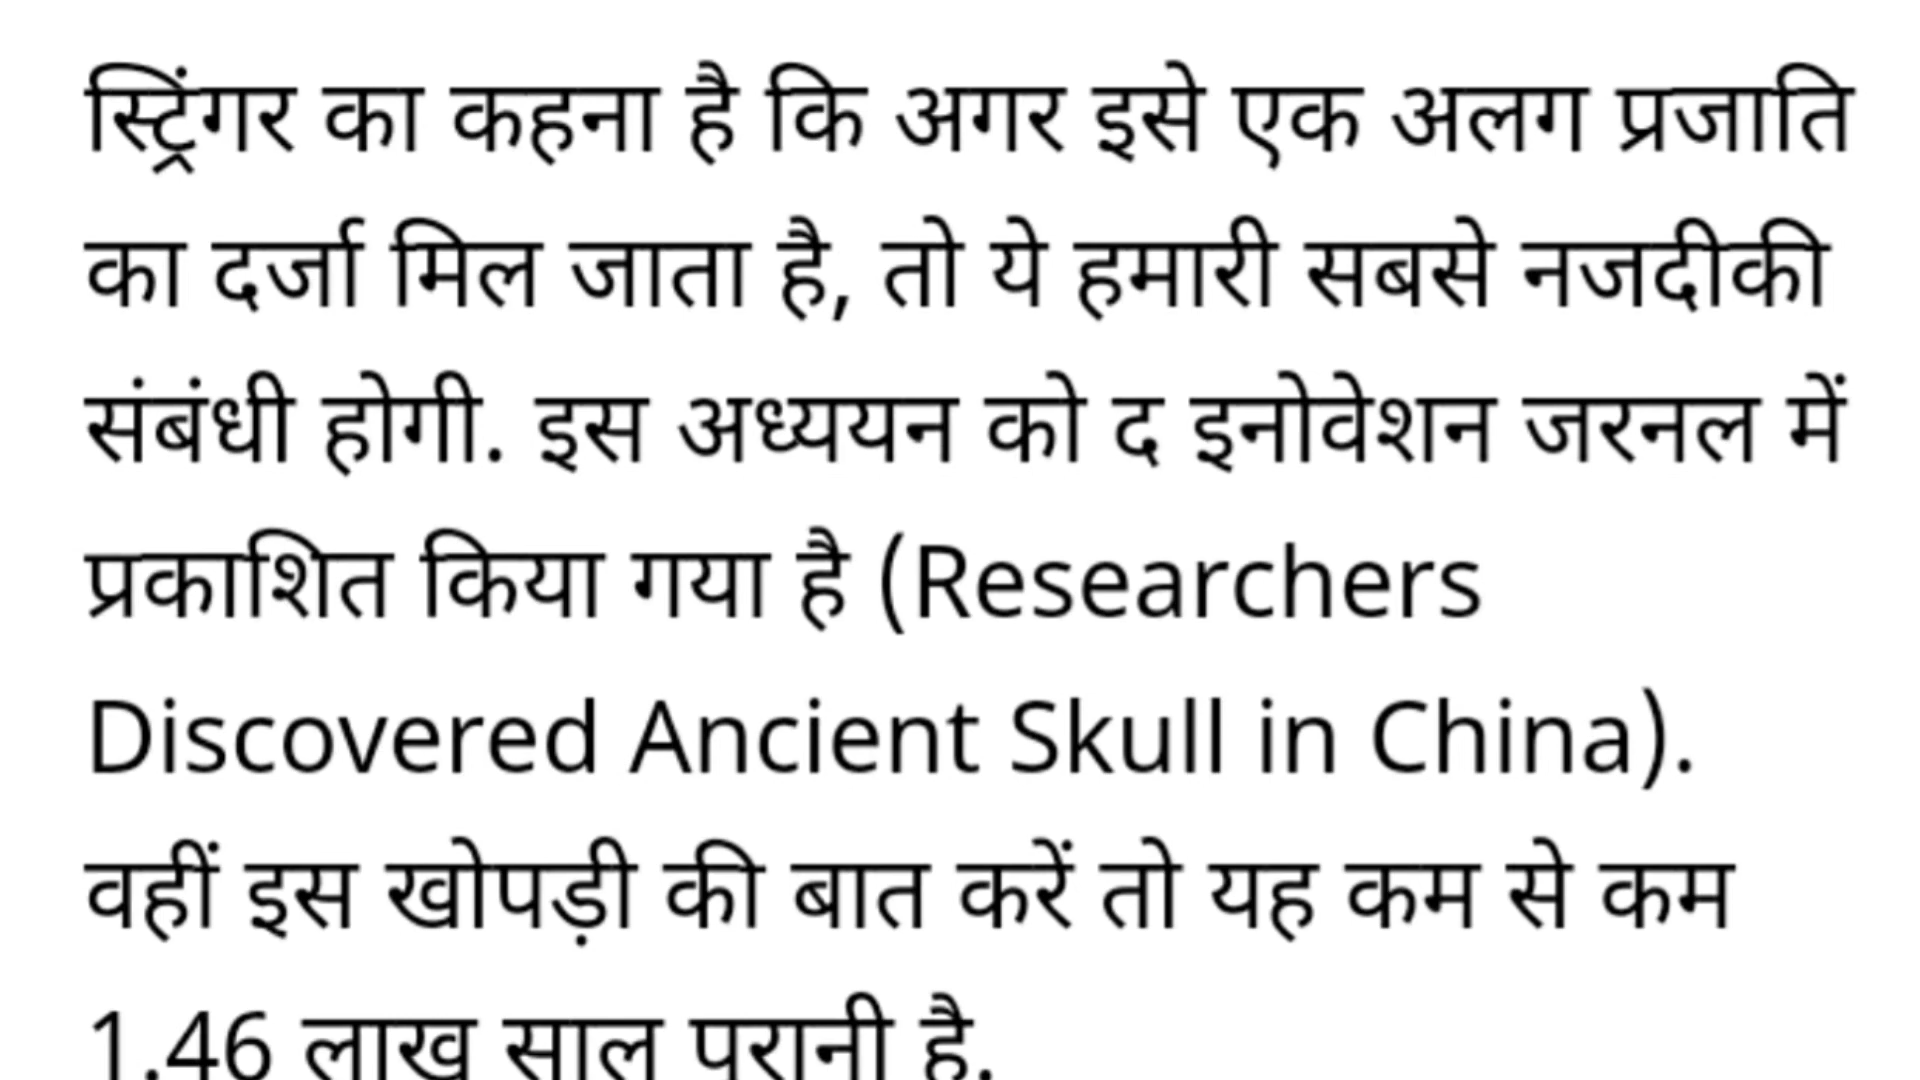 स्ट्रिंगर का कहना है कि अगर इसे एक अलग प्रजाति
का दर्जा मिल जाता है, तो ये हमारी सबसे नजदीकी
संबंधी होगी. इस अध्ययन को द इनोवेशन जरनल में
प्रकाशित किया गया है (Researchers
Discovered Ancient Skull in China).
वहीं इस खोपड़ी की बात करें तो यह कम से कम
1.46 लाख साल पुरानी है.